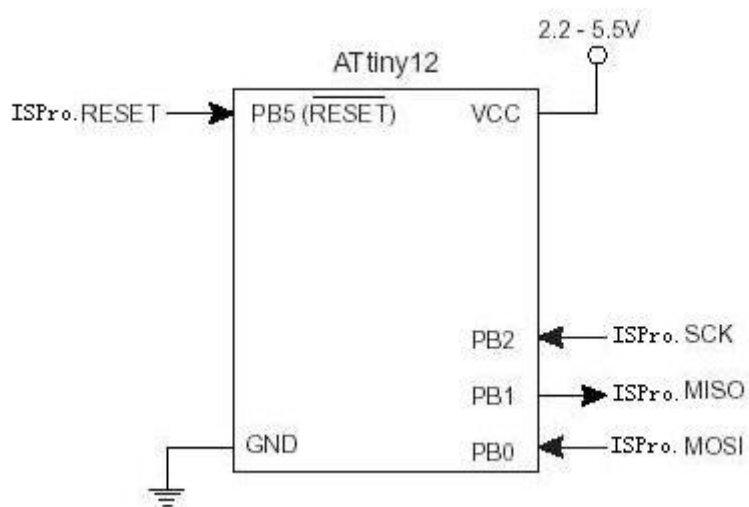 2.2 - 5.5V
ATtiny12
ISPro.RESET PB5 (RESET) VCC
PB2 ISPro.SCK
PB1 ISPro.MISO
GND PB0 ISPro.MOSI